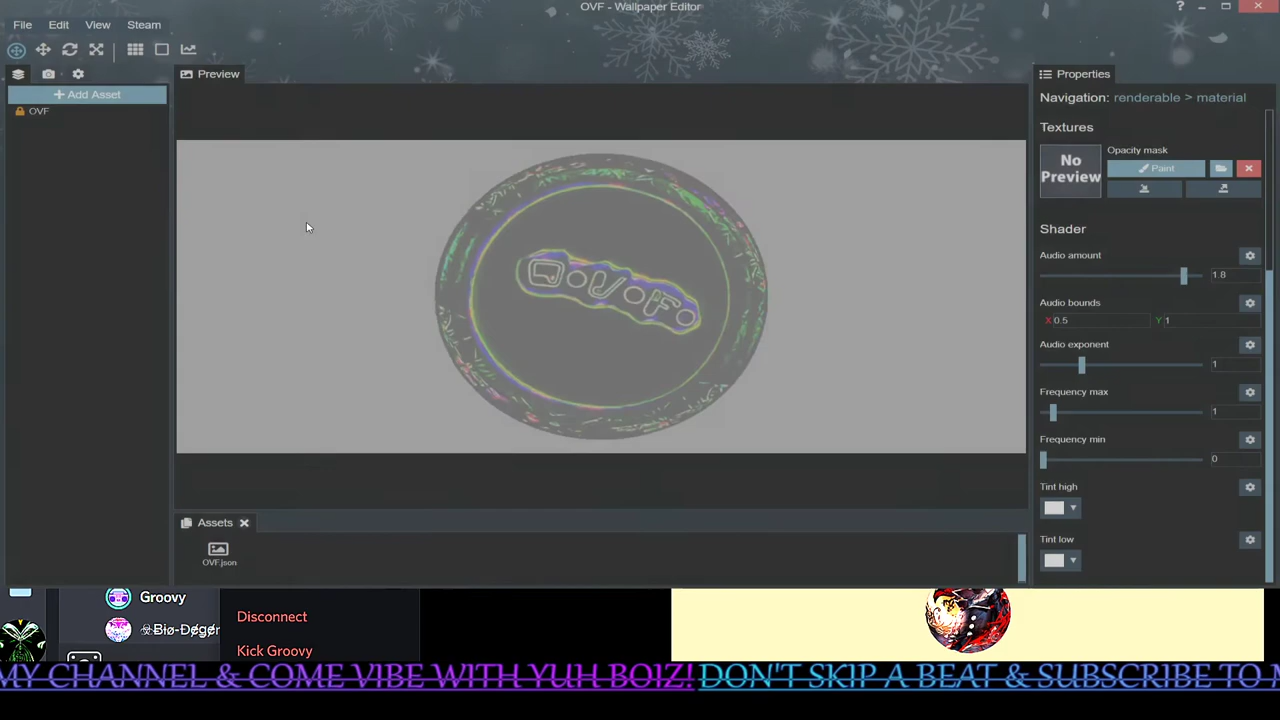 OVF - Wallpaper Editor
File Edit View Steam
Preview
Properties
+ Add Asset
OVF
Navigation: renderable > material
Textures
No Preview
Opacity mask
Paint
Shader
Audio amount
1.8
Audio bounds
X 0.5 Y 1
Audio exponent
1
Frequency max
1
Frequency min
0
Tint high
Tint low
O.V.F.
Assets
OVF.json
Groovy
Disconnect
Kick Groovy
MY CHANNEL & COME VIBE WITH YUH BOIZ! DON'T SKIP A BEAT & SUBSCRIBE TO M